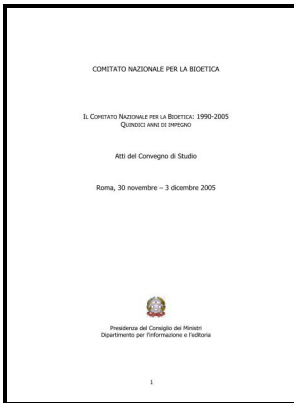 COMITATO NAZIONALE PER LA BIOETICA
IL COMITATO NAZIONALE PER LA BIOETICA: 1990-2005
QUINDICI ANNI DI IMPEGNO
Atti del Convegno di Studio
Roma, 30 novembre – 3 dicembre 2005
Presidenza del Consiglio dei Ministri
Dipartimento per l'informazione e l'editoria
1